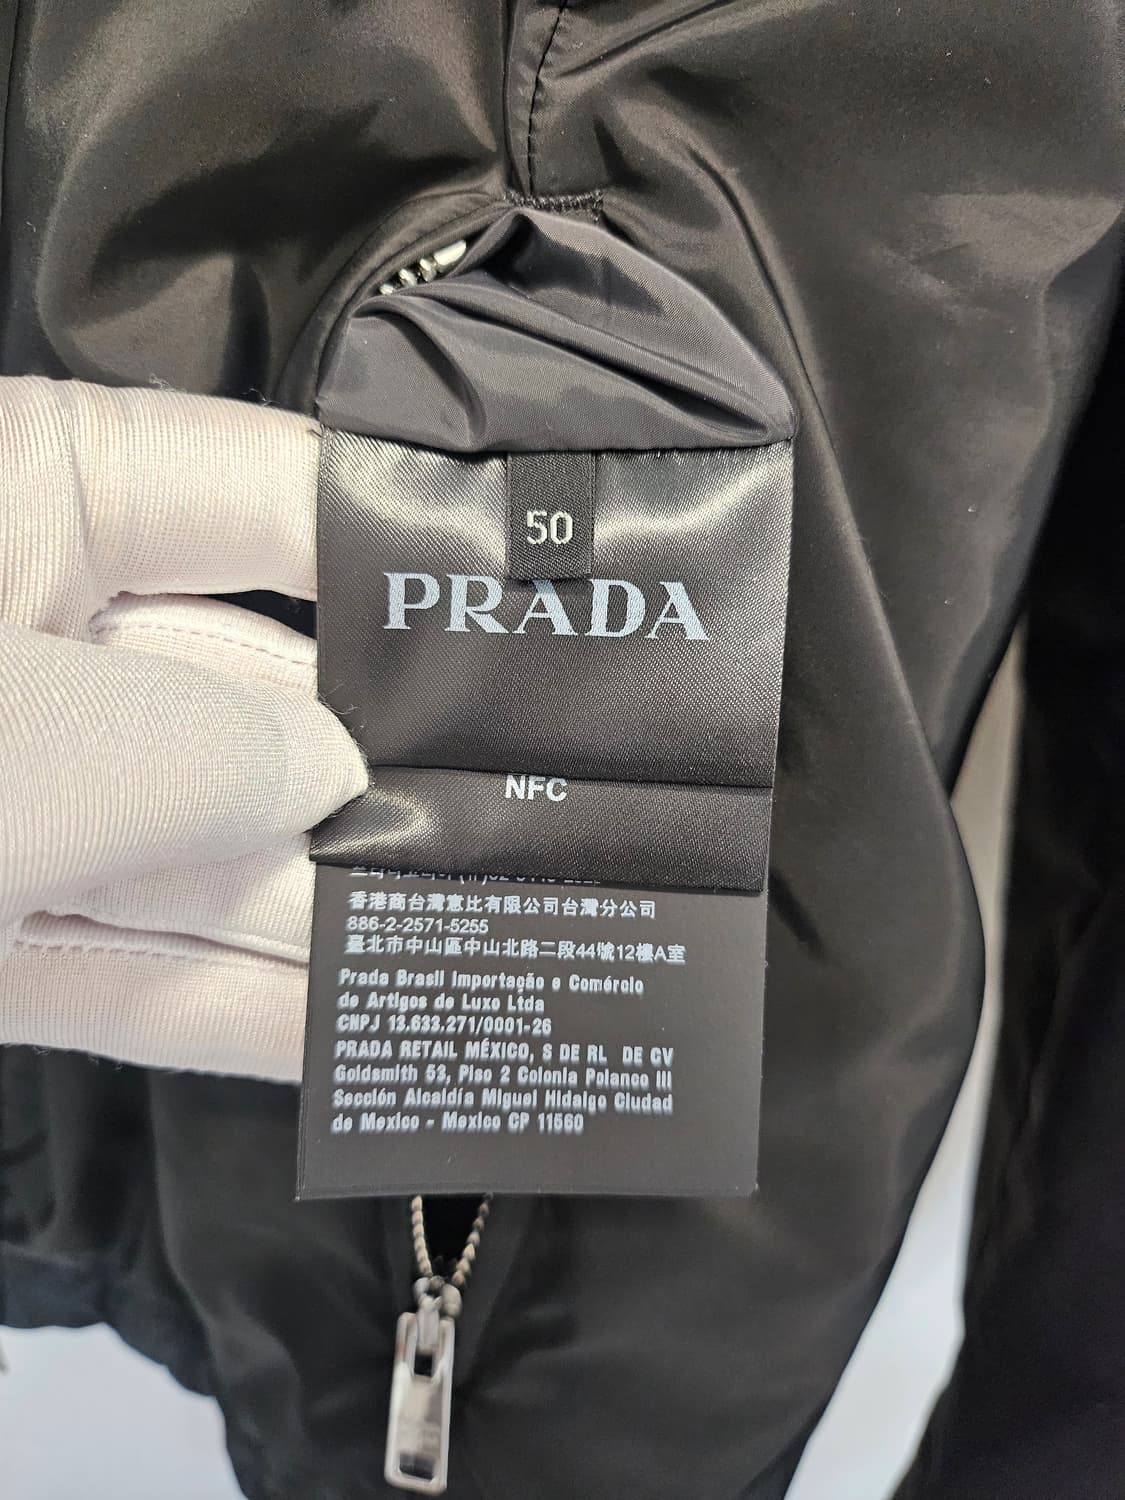 50
PRADA
NFC
香港商台灣惠比有限公司台灣分公司
886-2-2571-5255
臺北市中山區中山北路二段44號12樓A室
Prada Brasil Importação e Comércio
de Artigos de Luxo Ltda
CNPJ 13.633.271/0001-26
PRADA RETAIL MÉXICO, S DE RL DE CV
Goldsmith 53, Piso 2 Colonia Polanco III
Sección Alcaldía Miguel Hidalgo Ciudad
de Mexico - Mexico CP 11560